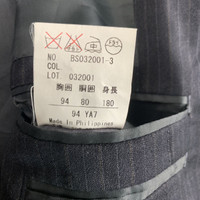 NO BS032001-3
COL.
LOT 032001
胸囲 胴囲 身長
94 80 180
94 YA7
Made in Philippines